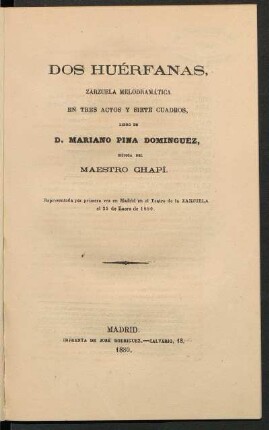 DOS HUÉRFANAS,
ZARZUELA MELODRAMÁTICA
EN TRES ACTOS Y SIETE CUADROS,
LIBRO DE
D. MARIANO PINA DOMINGUEZ,
MÚSICA DEL
MAESTRO CHAPÍ.
Representada por primera vez en Madrid en el Teatro de la ZARZUELA
el 25 de Enero de 1880.
MADRID.
IMPRENTA DE JOSÉ RODRIGUEZ.—CALVARIO, 18,
1880.